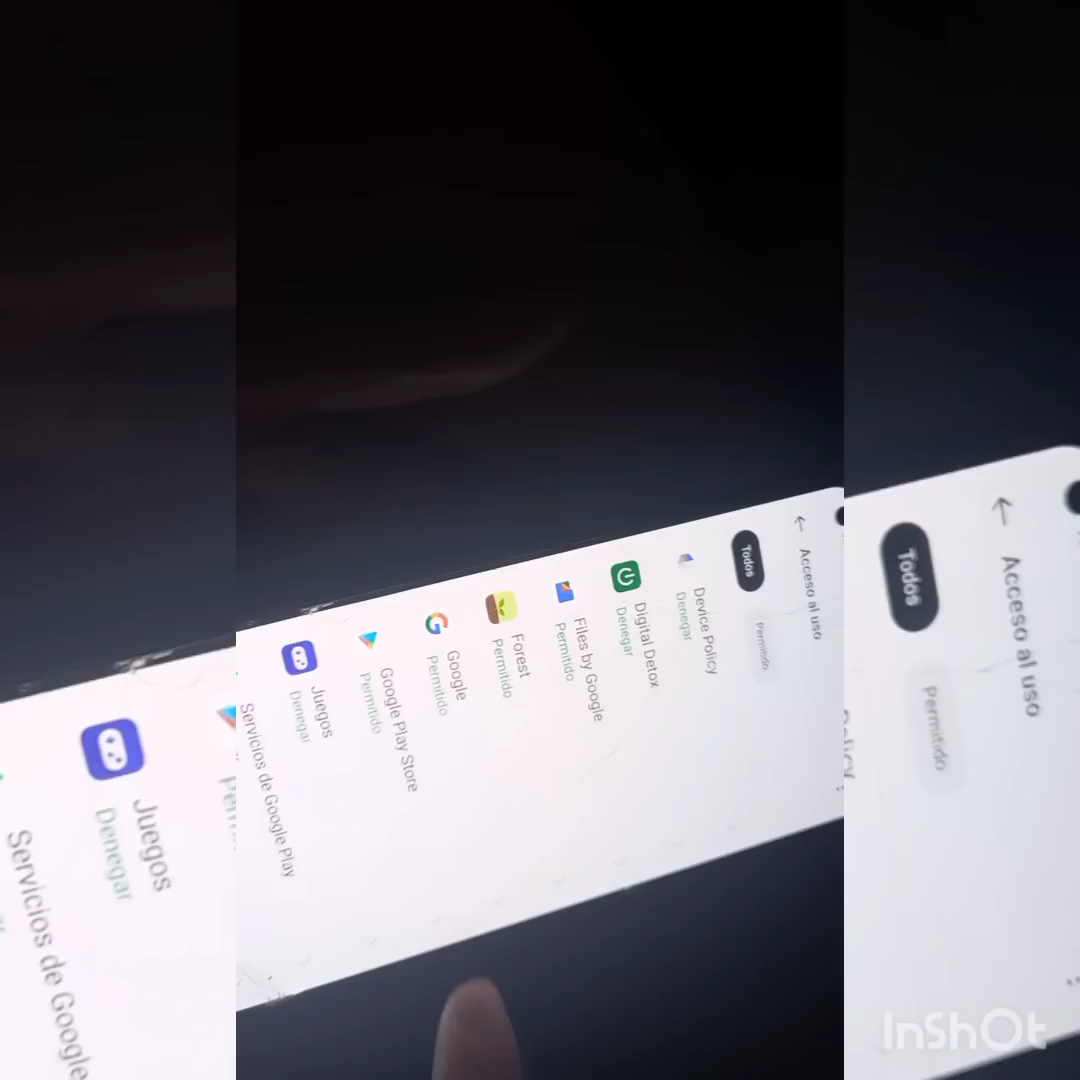 Acceso al uso
Todos
Permitido
Device Policy
Denegar
Digital Detox
Denegar
Files by Google
Permitido
Forest
Permitido
Google
Permitido
Google Play Store
Permitido
Juegos
Denegar
Servicios de Google Play
Juegos
Denegar
Servicios de Google
Acceso al uso
Todos
Permitido
Policy
InShOt